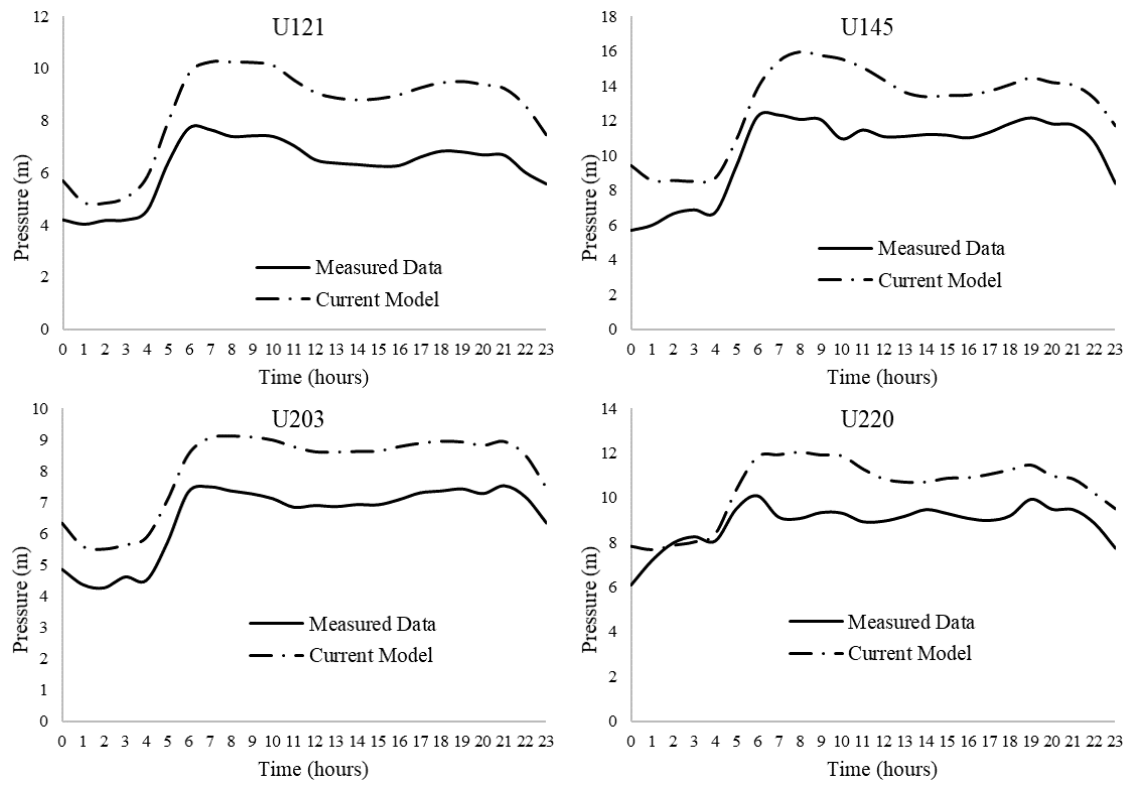 U121
12
10
8
6
4
2
0
Pressure (m)
Measured Data
Current Model
0 1 2 3 4 5 6 7 8 9 10 11 12 13 14 15 16 17 18 19 20 21 22 23
Time (hours)
U145
18
16
14
12
10
8
6
4
2
0
Pressure (m)
Measured Data
Current Model
0 1 2 3 4 5 6 7 8 9 10 11 12 13 14 15 16 17 18 19 20 21 22 23
Time (hours)
U203
10
9
8
7
6
5
4
3
2
1
0
Pressure (m)
Measured Data
Current Model
0 1 2 3 4 5 6 7 8 9 10 11 12 13 14 15 16 17 18 19 20 21 22 23
Time (hours)
U220
14
12
10
8
6
4
2
0
Pressure (m)
Measured Data
Current Model
0 1 2 3 4 5 6 7 8 9 10 11 12 13 14 15 16 17 18 19 20 21 22 23
Time (hours)